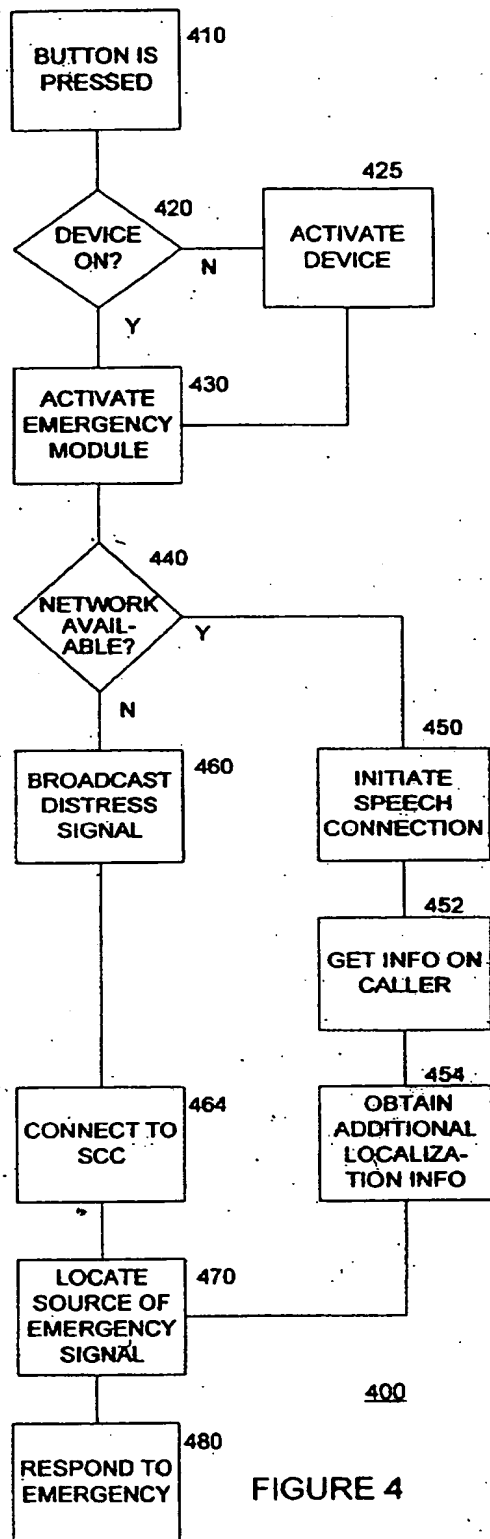 410
BUTTON IS
PRESSED
420
425
DEVICE
ON?
N
ACTIVATE
DEVICE
Y
430
ACTIVATE
EMERGENCY
MODULE
440
NETWORK
AVAIL-
ABLE?
Y
N
450
460
BROADCAST
DISTRESS
SIGNAL
INITIATE
SPEECH
CONNECTION
452
GET INFO ON
CALLER
454
464
CONNECT TO
SCC
OBTAIN
ADDITIONAL
LOCALIZA-
TION INFO
470
LOCATE
SOURCE OF
EMERGENCY
SIGNAL
400
480
RESPOND TO
EMERGENCY
FIGURE 4